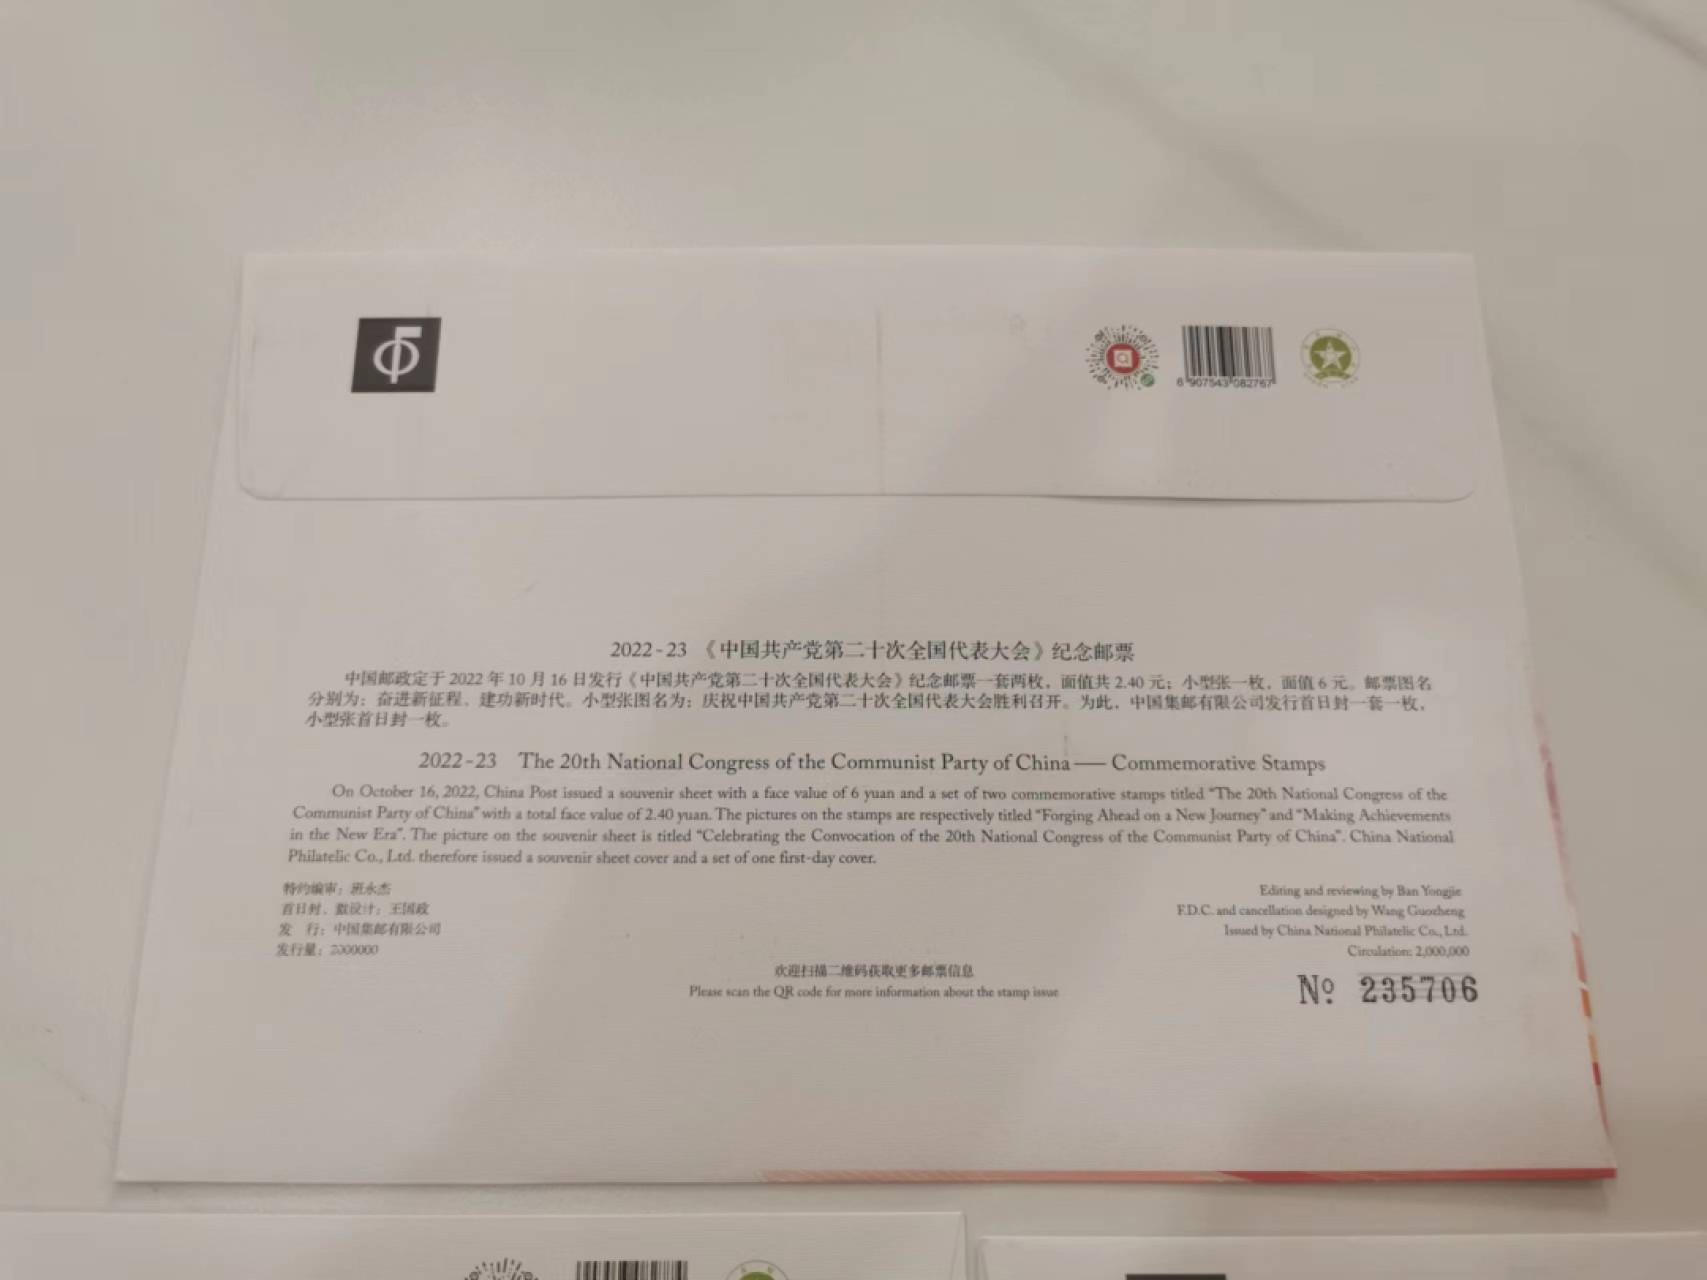 6 907543 082767
2022-23 《中国共产党第二十次全国代表大会》纪念邮票
中国邮政定于 2022 年 10 月 16 日发行《中国共产党第二十次全国代表大会》纪念邮票一套两枚，面值共 2.40 元；小型张一枚，面值 6 元。邮票图名
分别为：奋进新征程、建功新时代。小型张图名为：庆祝中国共产党第二十次全国代表大会胜利召开。为此，中国集邮有限公司发行首日封一套一枚，
小型张首日封一枚。
2022-23 The 20th National Congress of the Communist Party of China — Commemorative Stamps
On October 16, 2022, China Post issued a souvenir sheet with a face value of 6 yuan and a set of two commemorative stamps titled “The 20th National Congress of the
Communist Party of China” with a total face value of 2.40 yuan. The pictures on the stamps are respectively titled “Forging Ahead on a New Journey” and “Making Achievements
in the New Era”. The picture on the souvenir sheet is titled “Celebrating the Convocation of the 20th National Congress of the Communist Party of China”. China National
Philatelic Co., Ltd. therefore issued a souvenir sheet cover and a set of one first-day cover.
特约编审：班永杰
首日封、戳设计：王国政
发 行：中国集邮有限公司
发行量：2000000
Editing and reviewing by Ban Yongjie
F.D.C. and cancellation designed by Wang Guozheng
Issued by China National Philatelic Co., Ltd.
Circulation: 2,000,000
欢迎扫描二维码获取更多邮票信息
Please scan the QR code for more information about the stamp issue
Nº 235706